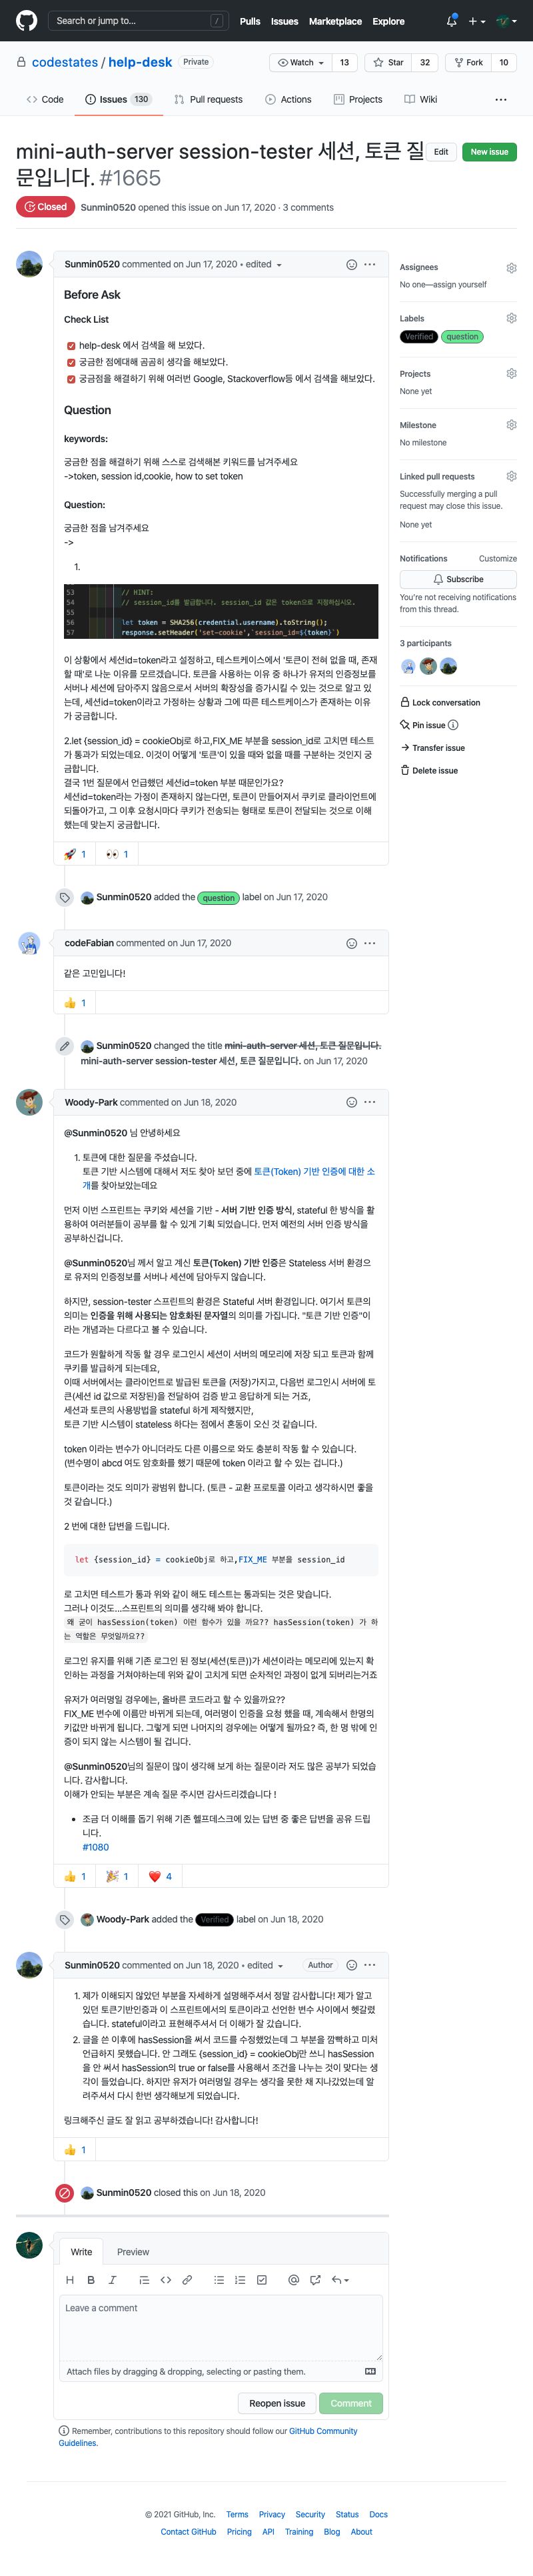 Search or jump to... /
Pulls Issues Marketplace Explore
codestates / help-desk Private
Watch 13 Star 32 Fork 10
Code Issues 130 Pull requests Actions Projects Wiki
mini-auth-server session-tester 세션, 토큰 질
문입니다. #1665
Edit New issue
Closed Sunmin0520 opened this issue on Jun 17, 2020 · 3 comments
Sunmin0520 commented on Jun 17, 2020 • edited
Before Ask
Check List
help-desk 에서 검색을 해 보았다.
궁금한 점에대해 곰곰히 생각을 해보았다.
궁금점을 해결하기 위해 여러번 Google, Stackoverflow등 에서 검색을 해보았다.
Question
keywords:
궁금한 점을 해결하기 위해 스스로 검색해본 키워드를 남겨주세요
->token, session id,cookie, how to set token
Question:
궁금한 점을 남겨주세요
->
1.
53 // HINT:
54 // session_id를 발급합니다. session_id 값은 token으로 지정하십시오.
55
56 let token = SHA256(credential.username).toString();
57 response.setHeader('set-cookie',`session_id=${token}`)
이 상황에서 세션id=token라고 설정하고, 테스트케이스에서 '토큰이 전혀 없을 때, 존재
할 때'로 나눈 이유를 모르겠습니다. 토큰을 사용하는 이유 중 하나가 유저의 인증정보를
서버나 세션에 담아주지 않음으로서 서버의 확장성을 증가시킬 수 있는 것으로 알고 있
는데, 세션id=token이라고 가정하는 상황과 그에 따른 테스트케이스가 존재하는 이유
가 궁금합니다.
2.let {session_id} = cookieObj로 하고,FIX_ME 부분을 session_id로 고치면 테스트
가 통과가 되었는데요. 이것이 어떻게 '토큰'이 있을 때와 없을 때를 구분하는 것인지 궁
금합니다.
결국 1번 질문에서 언급했던 세션id=token 부분 때문인가요?
세션id=token라는 가정이 존재하지 않는다면, 토큰이 만들어져서 쿠키로 클라이언트에
되돌아가고, 그 이후 요청시마다 쿠키가 전송되는 형태로 토큰이 전달되는 것으로 이해
했는데 맞는지 궁금합니다.
🚀 1 👀 1
Sunmin0520 added the question label on Jun 17, 2020
codeFabian commented on Jun 17, 2020
같은 고민입니다!
👍 1
Sunmin0520 changed the title mini-auth-server 세션, 토큰 질문입니다.
mini-auth-server session-tester 세션, 토큰 질문입니다. on Jun 17, 2020
Woody-Park commented on Jun 18, 2020
@Sunmin0520 님 안녕하세요
1. 토큰에 대한 질문을 주셨습니다.
토큰 기반 시스템에 대해서 저도 찾아 보던 중에 토큰(Token) 기반 인증에 대한 소
개를 찾아보았는데요
먼저 이번 스프린트는 쿠키와 세션을 기반 - 서버 기반 인증 방식, stateful 한 방식을 활
용하여 여러분들이 공부를 할 수 있게 기획 되었습니다. 먼저 예전의 서버 인증 방식을
공부하신겁니다.
@Sunmin0520님께서 알고 계신 토큰(Token) 기반 인증은 Stateless 서버 환경으
로 유저의 인증정보를 서버나 세션에 담아두지 않습니다.
하지만, session-tester 스프린트의 환경은 Stateful 서버 환경입니다. 여기서 토큰의
의미는 인증을 위해 사용되는 암호화된 문자열의 의미를 가집니다. "토큰 기반 인증"이
라는 개념과는 다르다고 볼 수 있습니다.
코드가 원할하게 작동 할 경우 로그인시 세션이 서버의 메모리에 저장 되고 토큰과 함께
쿠키를 발급하게 되는데요,
이때 서버에서는 클라이언트로 발급된 토큰을 (저장)가지고, 다음번 로그인시 서버에 토
큰(세션 id 값으로 저장된)을 전달하여 검증 받고 응답하게 되는 거죠,
세션과 토큰의 사용방법을 stateful 하게 제작했지만,
토큰 기반 시스템이 stateless 하다는 점에서 혼동이 오신 것 같습니다.
token 이라는 변수가 아니더라도 다른 이름으로 와도 충분히 작동 할 수 있습니다.
(변수명이 abcd 여도 암호화를 했기 때문에 token 이라고 할 수 있는 겁니다.)
토큰이라는 것도 의미가 광범위 합니다. (토큰 - 교환 프로토콜 이라고 생각하시면 좋을
것 같습니다.)
2 번에 대한 답변을 드립니다.
let {session_id} = cookieObj로 하고,FIX_ME 부분을 session_id
로 고치면 테스트가 통과 위와 같이 해도 테스트는 통과되는 것은 맞습니다.
그러나 이것도...스프린트의 의미를 생각해 봐야 합니다.
왜 굳이 hasSession(token) 이런 함수가 있을 까요?? hasSession(token) 가 하
는 역할은 무엇일까요??
로그인 유지를 위해 기존 로그인 된 정보(세션(토큰))가 세션이라는 메모리에 있는지 확
인하는 과정을 거쳐야하는데 위와 같이 고치게 되면 순차적인 과정이 없게 되버리는거죠
유저가 여러명일 경우에는, 올바른 코드라고 할 수 있을까요??
FIX_ME 변수에 이름만 바뀌게 되는데, 여러명이 인증을 요청 했을 때, 계속해서 한명의
키값만 바뀌게 됩니다. 그렇게 되면 나머지의 경우에는 어떻게 될까요? 즉, 한 명 밖에 인
증이 되지 않는 시스템이 될 겁니다.
@Sunmin0520님의 질문이 많이 생각해 보게 하는 질문이라 저도 많은 공부가 되었습니
다. 감사합니다.
이해가 안되는 부분은 계속 질문 주시면 감사드리겠습니다 !
• 조금 더 이해를 돕기 위해 기존 헬프데스크에 있는 답변 중 좋은 답변을 공유 드립
니다.
#1080
👍 1 🎉 1 ❤️ 4
Woody-Park added the Verified label on Jun 18, 2020
Sunmin0520 commented on Jun 18, 2020 • edited Author
1. 제가 이해되지 않았던 부분을 자세하게 설명해주셔서 정말 감사합니다! 제가 알고
있던 토큰기반인증과 이 스프린트에서의 토큰이라고 선언한 변수 사이에서 헷갈렸
습니다. stateful이라고 표현해주셔서 더 이해가 잘 갔습니다.
2. 글을 쓴 이후에 hasSession을 써서 코드를 수정했었는데 그 부분을 깜빡하고 미처
언급하지 못했습니다. 안 그래도 {session_id} = cookieObj만 쓰니 hasSession
을 안 써서 hasSession의 true or false를 사용해서 조건을 나누는 것이 맞다는 생
각이 들었습니다. 하지만 유저가 여러명일 경우는 생각을 못한 채 지나갔었는데 알
려주셔서 다시 한번 생각해보게 되었습니다.
링크해주신 글도 잘 읽고 공부하겠습니다! 감사합니다!
👍 1
Sunmin0520 closed this on Jun 18, 2020
Write Preview
Leave a comment
Attach files by dragging & dropping, selecting or pasting them.
Reopen issue Comment
Remember, contributions to this repository should follow our GitHub Community
Guidelines.
Assignees
No one—assign yourself
Labels
Verified question
Projects
None yet
Milestone
No milestone
Linked pull requests
Successfully merging a pull
request may close this issue.
None yet
Notifications Customize
Subscribe
You're not receiving notifications
from this thread.
3 participants
Lock conversation
Pin issue
Transfer issue
Delete issue
© 2021 GitHub, Inc. Terms Privacy Security Status Docs
Contact GitHub Pricing API Training Blog About